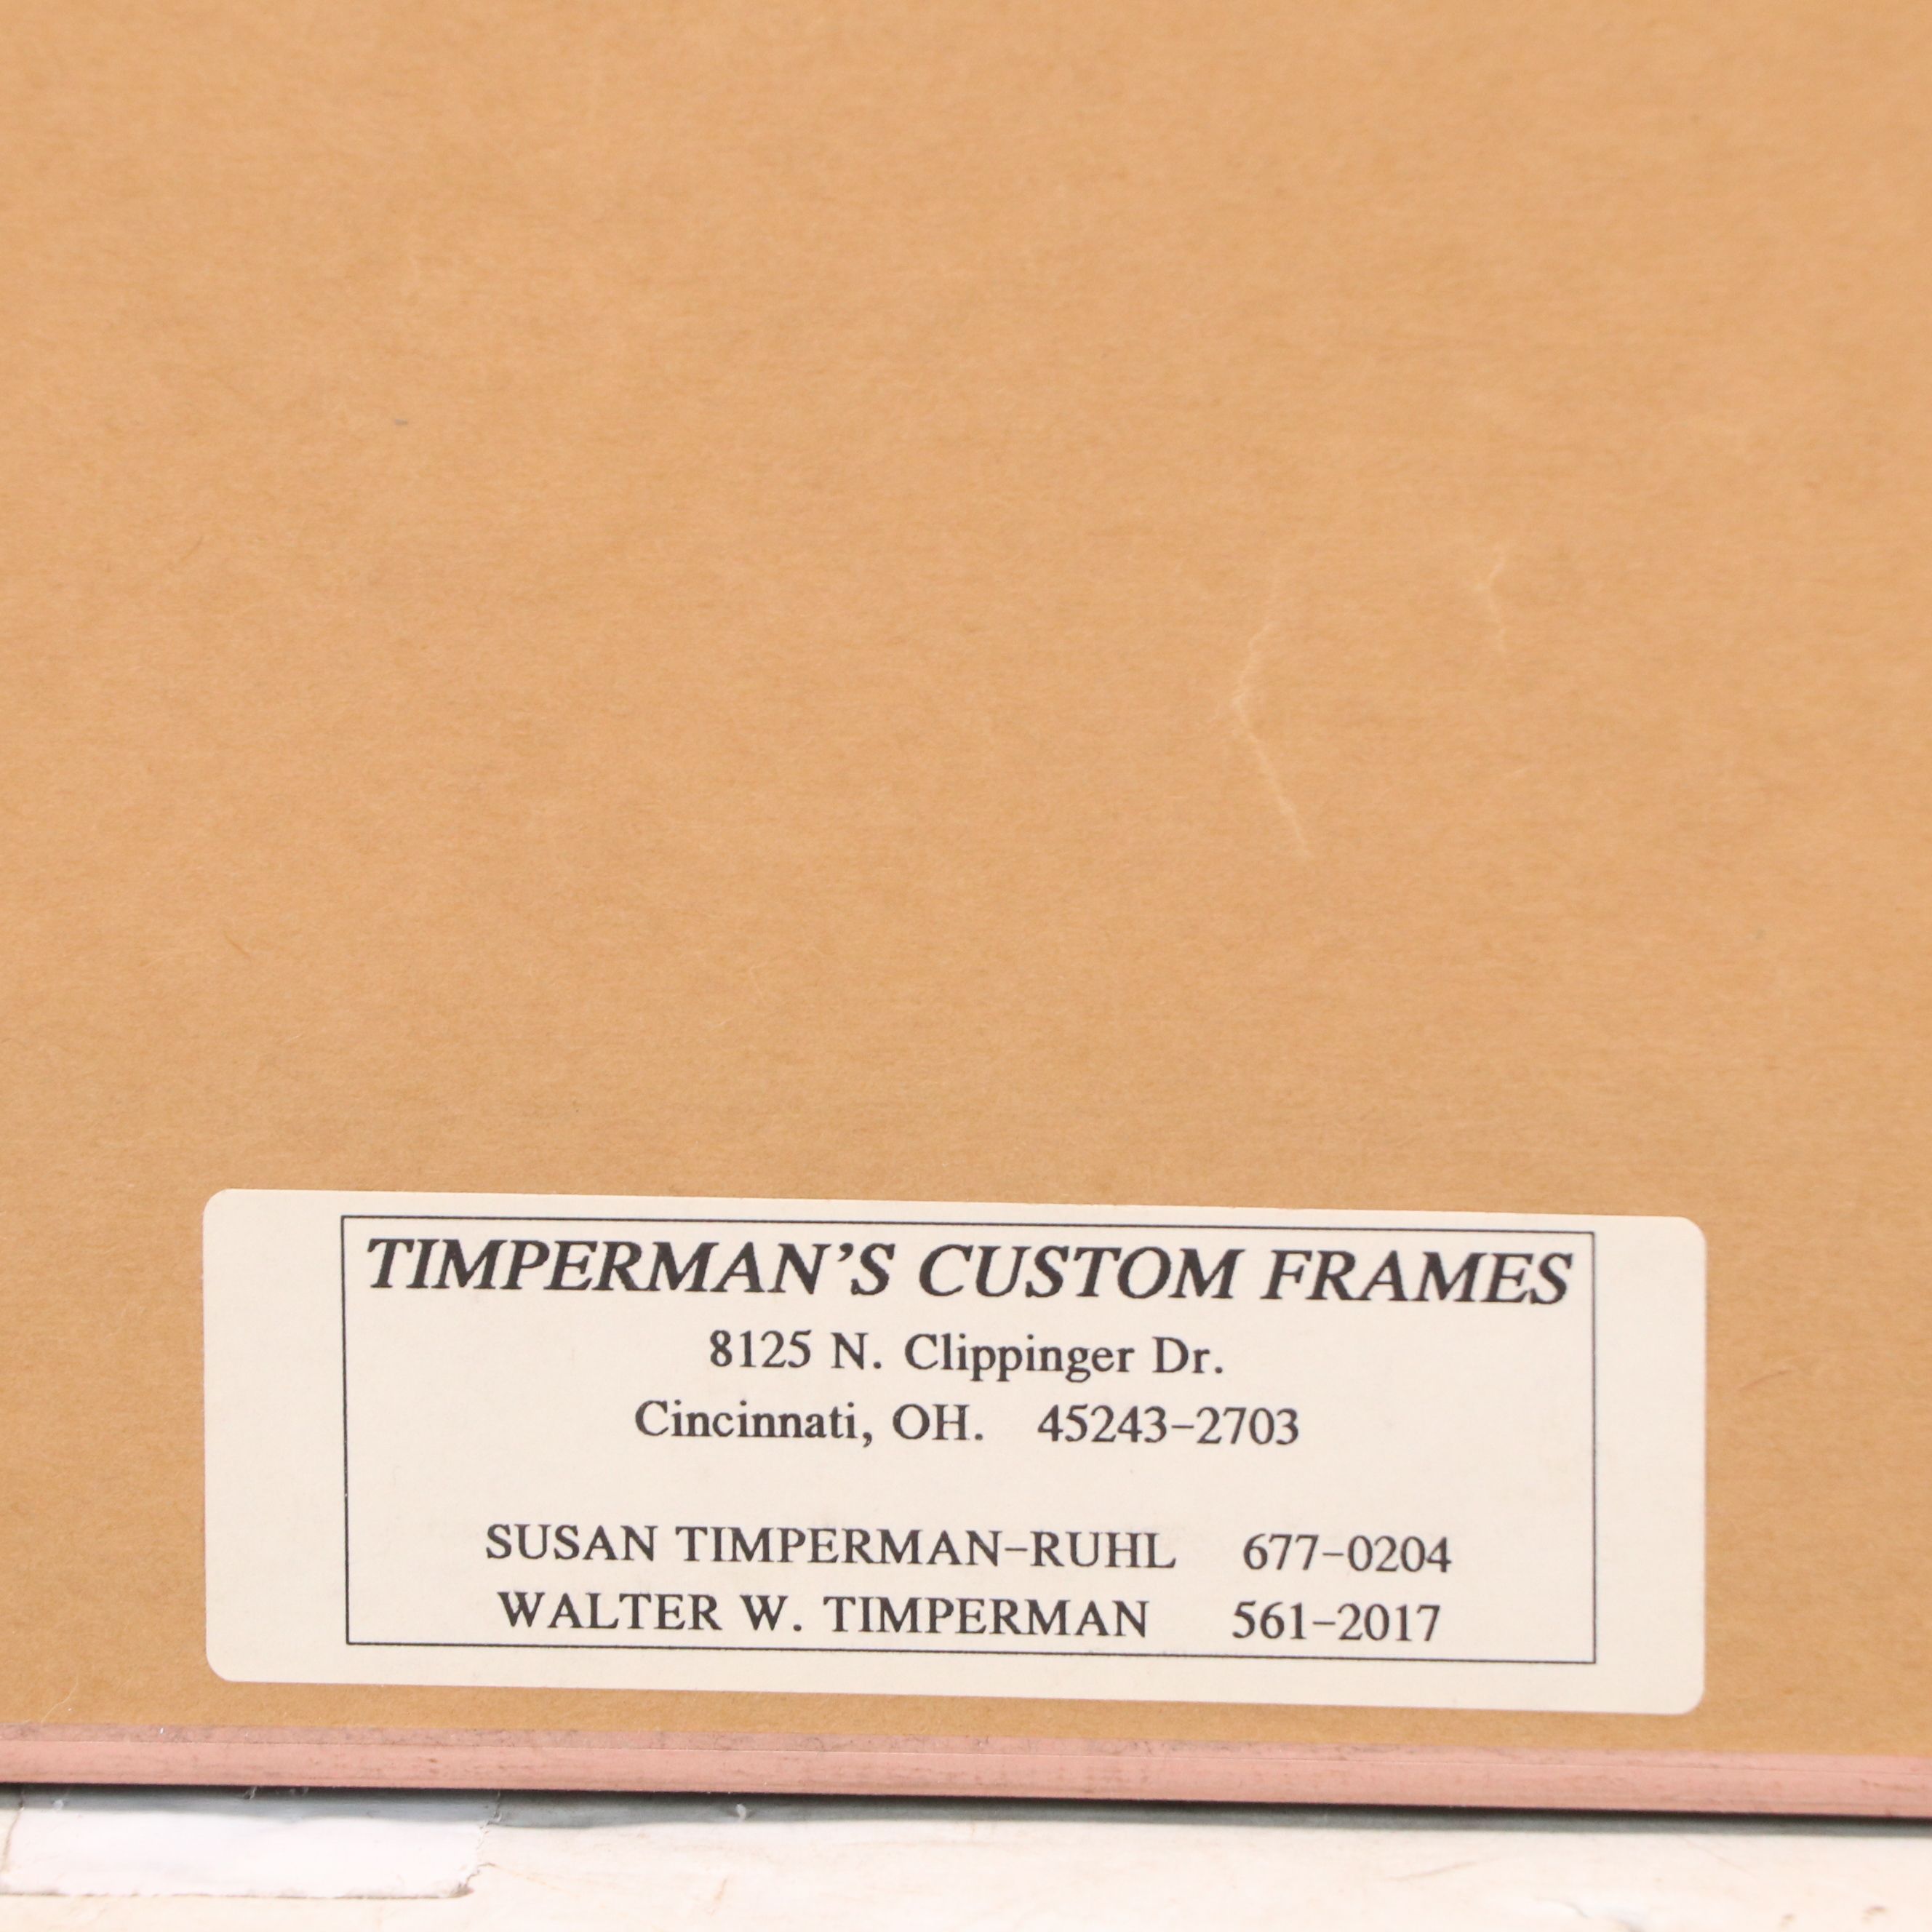 TIMPERMAN'S CUSTOM FRAMES
8125 N. Clippinger Dr.
Cincinnati, OH. 45243-2703
SUSAN TIMPERMAN-RUHL 677-0204
WALTER W. TIMPERMAN 561-2017